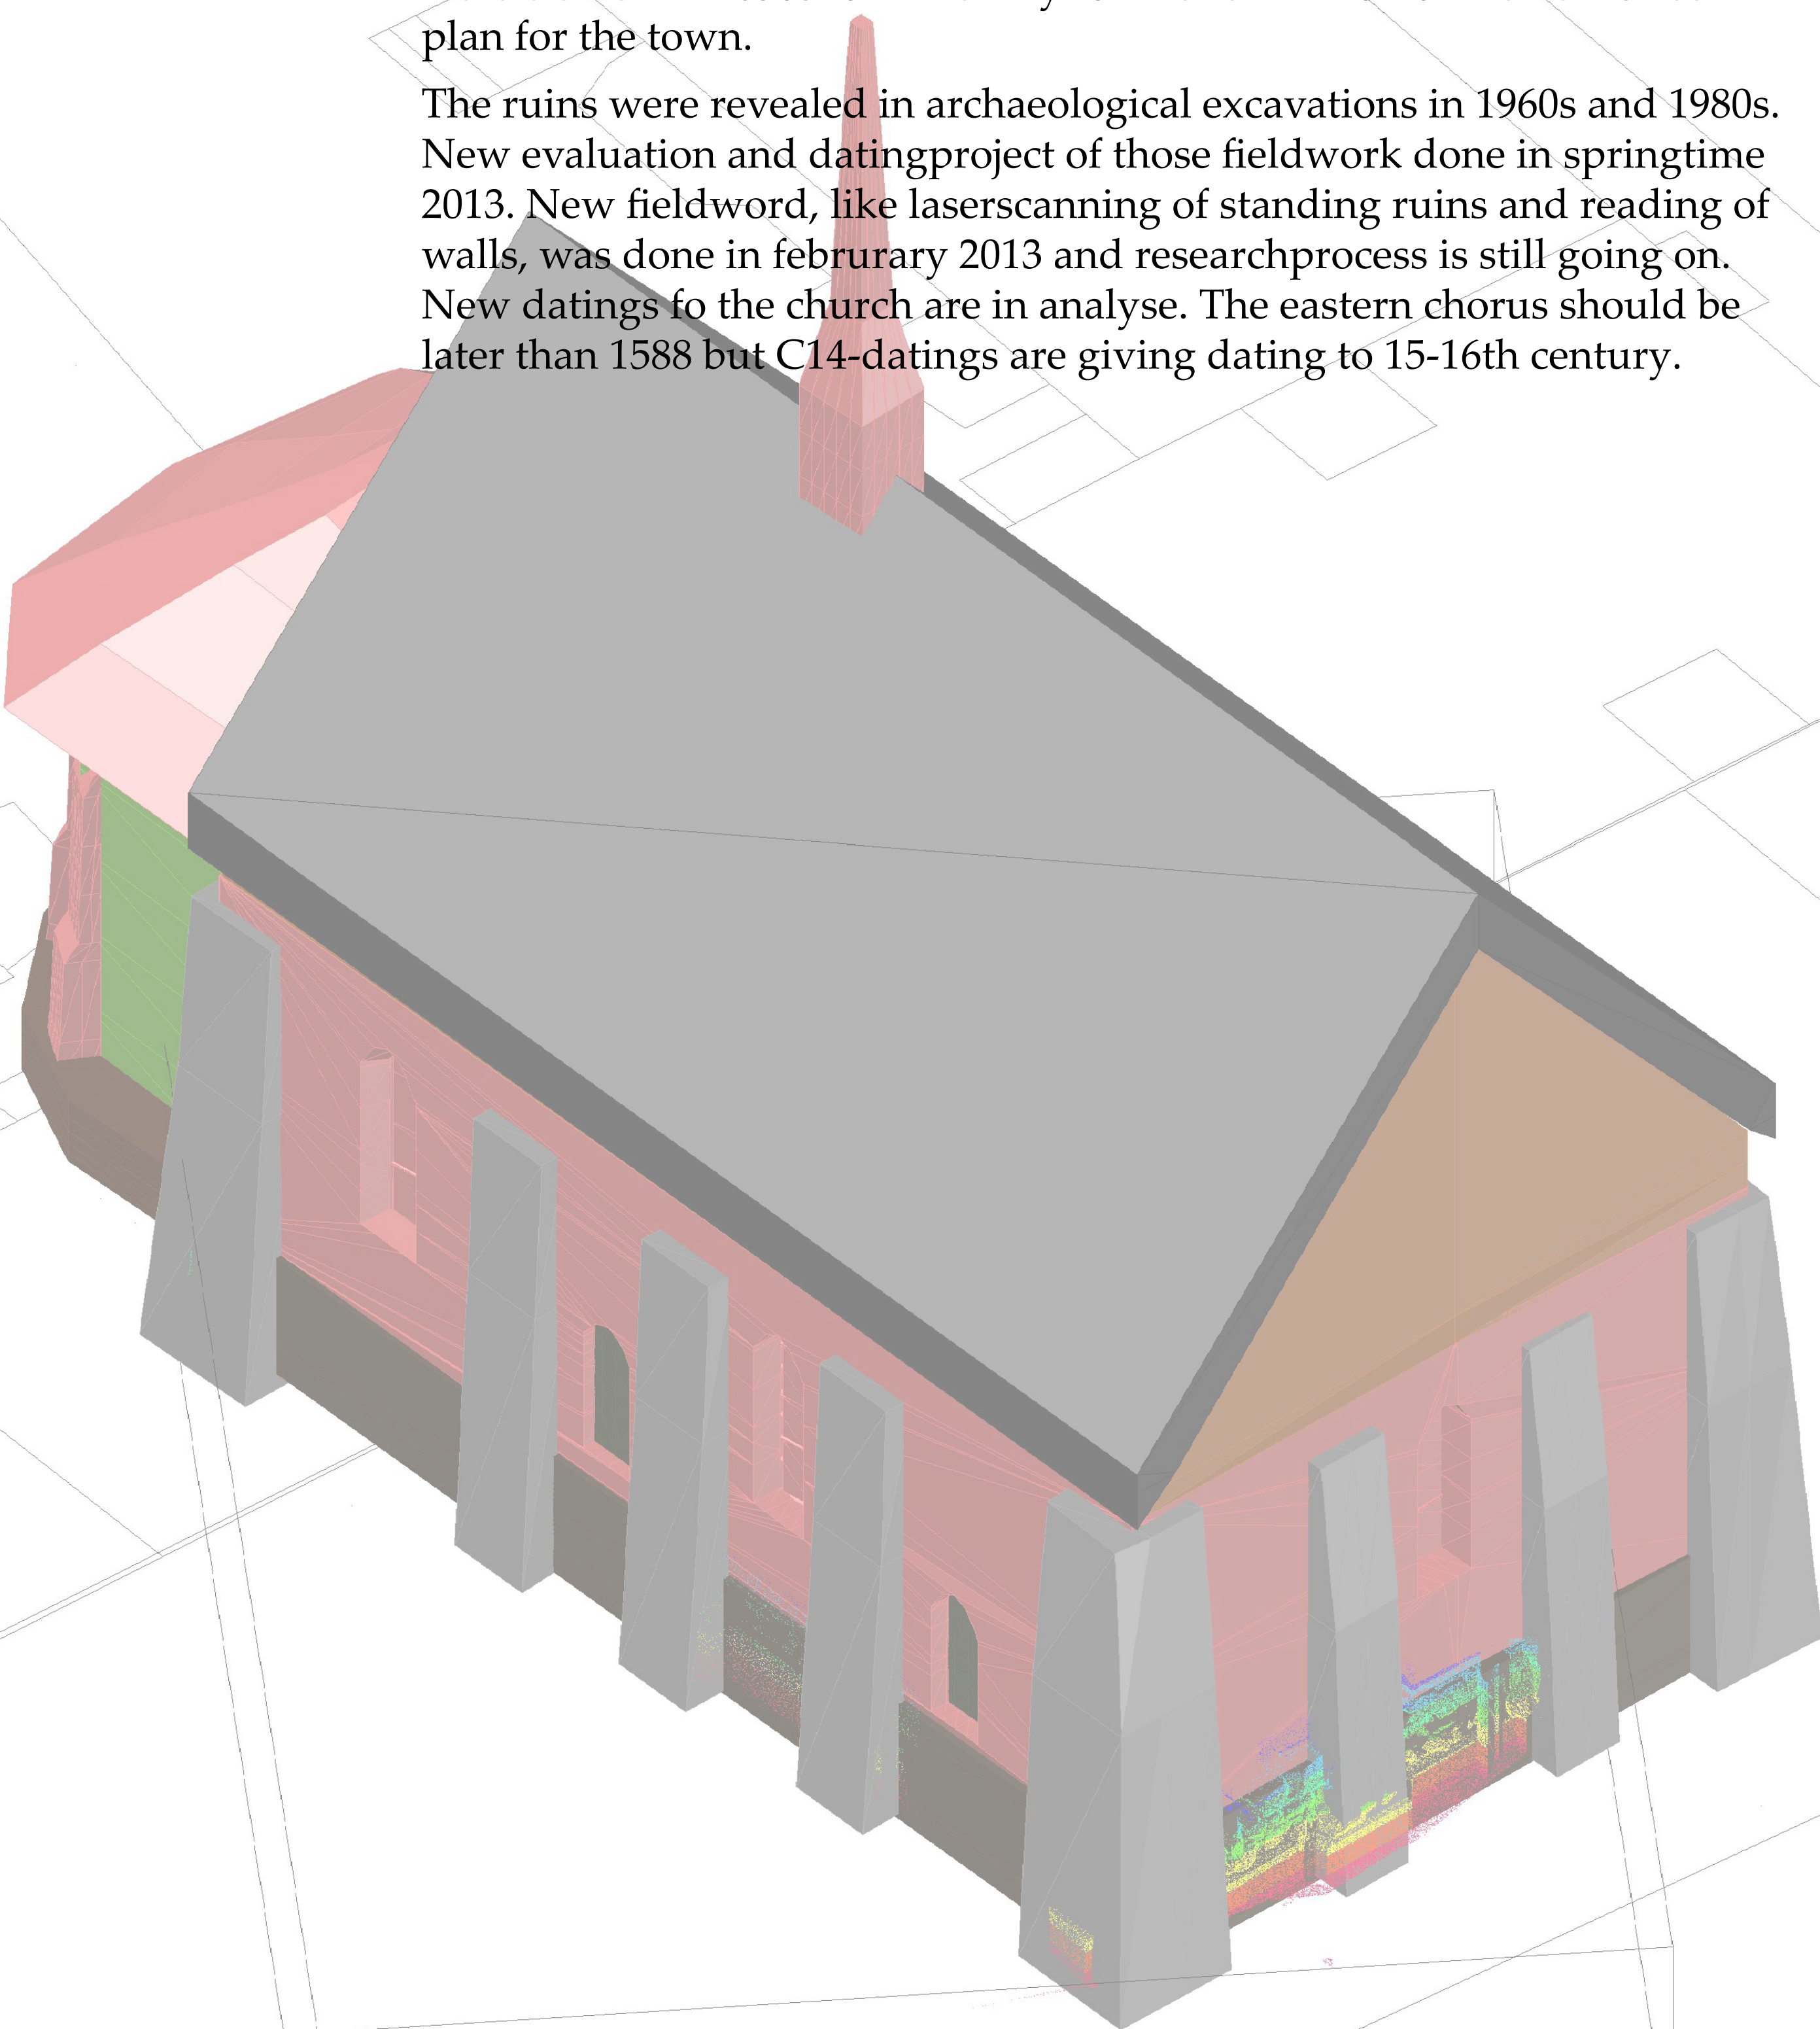 plan for the town.
The ruins were revealed in archaeological excavations in 1960s and 1980s.
New evaluation and datingproject of those fieldwork done in springtime
2013. New fieldword, like laserscanning of standing ruins and reading of
walls, was done in februrary 2013 and researchprocess is still going on.
New datings fo the church are in analyse. The eastern chorus should be
later than 1588 but C14-datings are giving dating to 15-16th century.